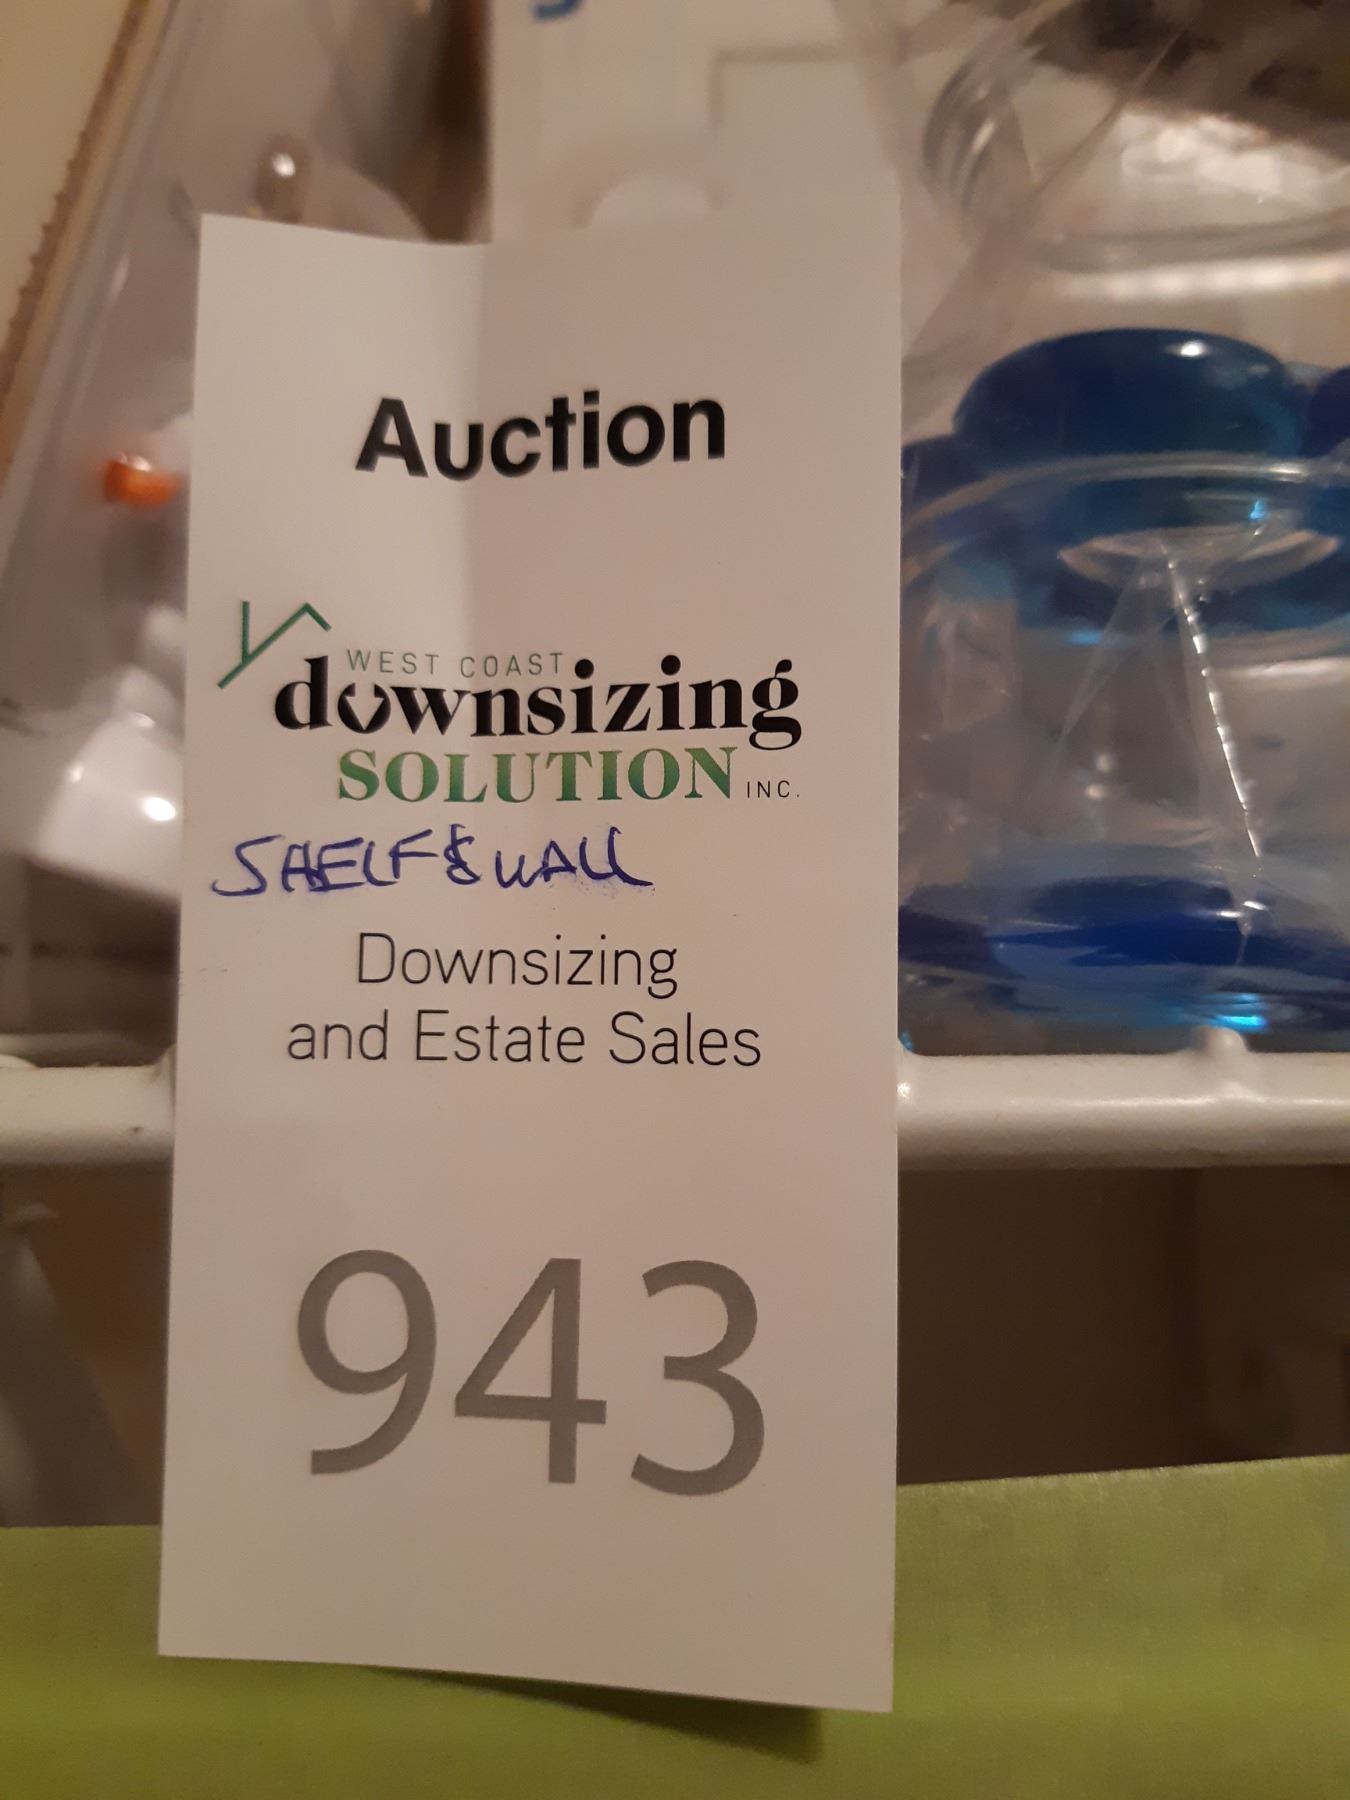 Auction
WEST COAST
downsizing
SOLUTION INC.
SHELF & WALL
Downsizing
and Estate Sales
943